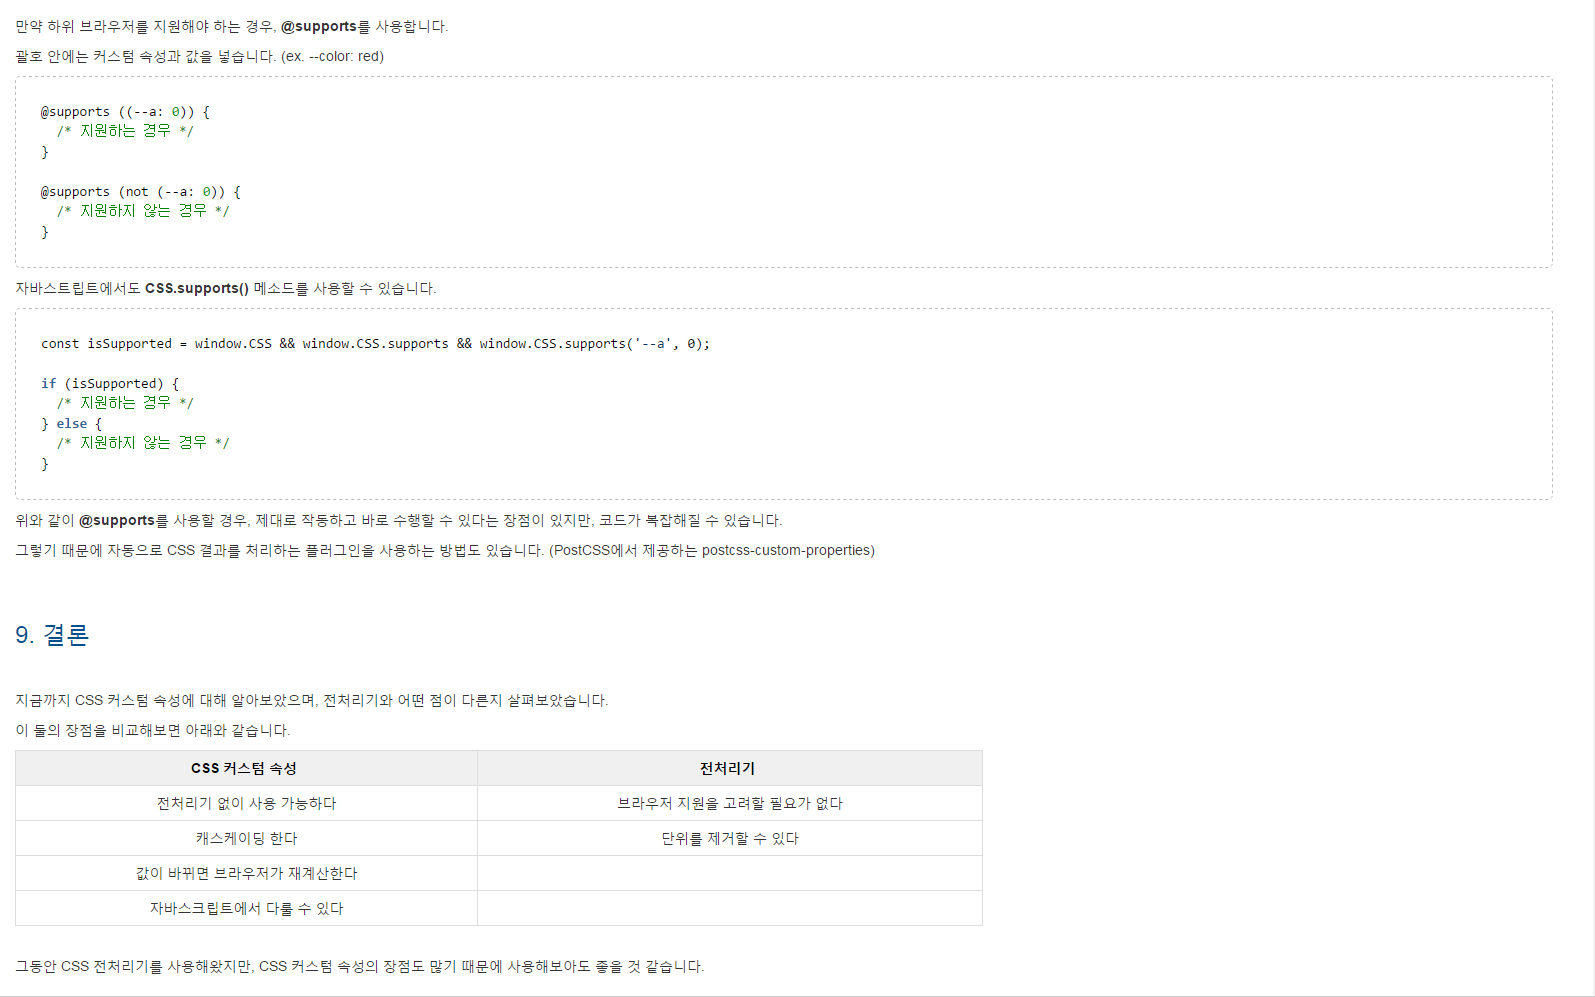 만약 하위 브라우저를 지원해야 하는 경우, @supports를 사용합니다.
괄호 안에는 커스텀 속성과 값을 넣습니다. (ex. --color: red)
@supports ((--a: 0)) {
/* 지원하는 경우 */
}
@supports (not (--a: 0)) {
/* 지원하지 않는 경우 */
}
자바스트립트에서도 CSS.supports() 메소드를 사용할 수 있습니다.
const isSupported = window.CSS && window.CSS.supports && window.CSS.supports('--a', 0);
if (isSupported) {
/* 지원하는 경우 */
} else {
/* 지원하지 않는 경우 */
}
위와 같이 @supports를 사용할 경우, 제대로 작동하고 바로 수행할 수 있다는 장점이 있지만, 코드가 복잡해질 수 있습니다.
그렇기 때문에 자동으로 CSS 결과를 처리하는 플러그인을 사용하는 방법도 있습니다. (PostCSS에서 제공하는 postcss-custom-properties)
9. 결론
지금까지 CSS 커스텀 속성에 대해 알아보았으며, 전처리기와 어떤 점이 다른지 살펴보았습니다.
이 둘의 장점을 비교해보면 아래와 같습니다.
CSS 커스텀 속성 전처리기
전처리기 없이 사용 가능하다 브라우저 지원을 고려할 필요가 없다
캐스케이딩 한다 단위를 제거할 수 있다
값이 바뀌면 브라우저가 재계산한다
자바스크립트에서 다룰 수 있다
그동안 CSS 전처리기를 사용해왔지만, CSS 커스텀 속성의 장점도 많기 때문에 사용해보아도 좋을 것 같습니다.